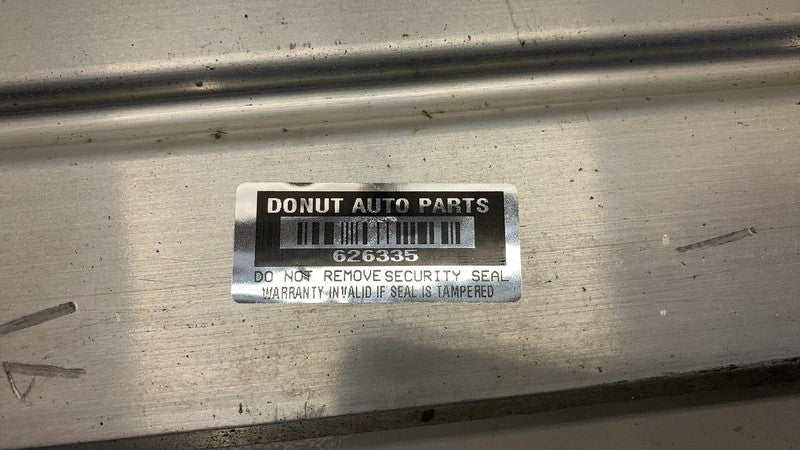 DONUT AUTO PARTS
626335
DO NOT REMOVE SECURITY SEAL
WARRANTY INVALID IF SEAL IS TAMPERED